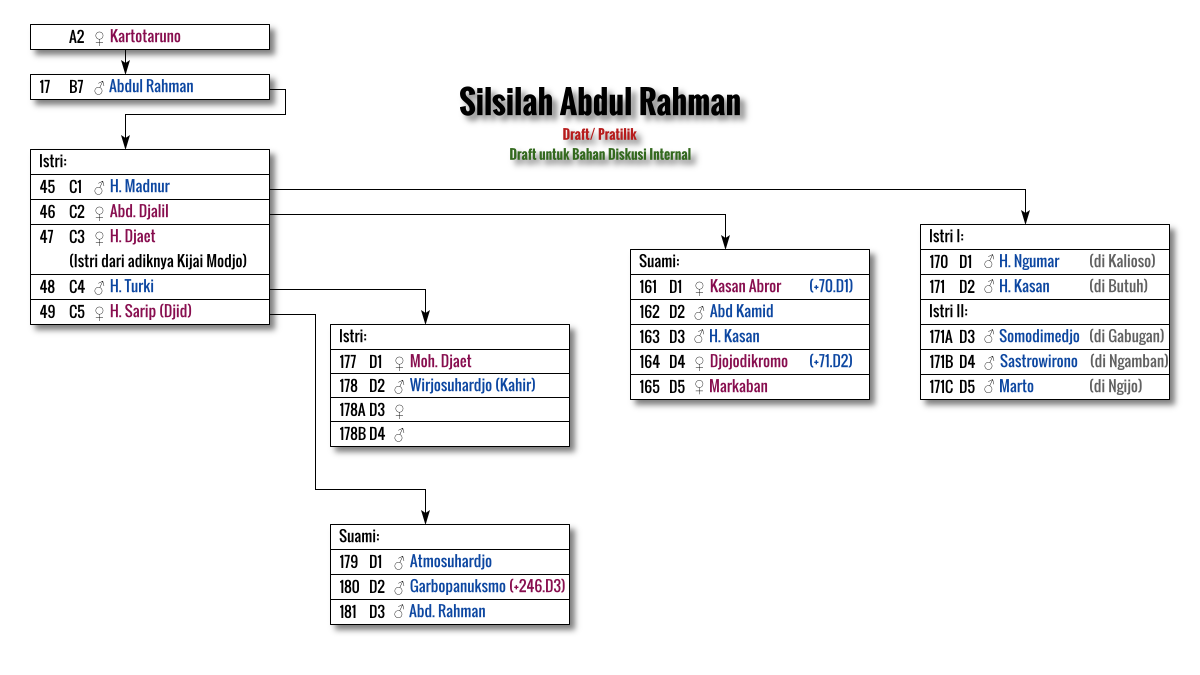 A2 ♀ Kartotaruno
17 B7 ♂ Abdul Rahman
Silsilah Abdul Rahman
Draft/ Pratilik
Draft untuk Bahan Diskusi Internal
Istri:
45 C1 ♂ H. Madnur
46 C2 ♀ Abd. Djalil
47 C3 ♀ H. Djaet
(Istri dari adiknya Kijai Modjo)
48 C4 ♂ H. Turki
49 C5 ♀ H. Sarip (Djid)
Istri:
177 D1 ♀ Moh. Djaet
178 D2 ♂ Wirjosuhardjo (Kahir)
178A D3 ♀
178B D4 ♂
Suami:
179 D1 ♂ Atmosuhardjo
180 D2 ♂ Garbopanuksmo (+246.D3)
181 D3 ♂ Abd. Rahman
Suami:
161 D1 ♀ Kasan Abror (+70.D1)
162 D2 ♂ Abd Kamid
163 D3 ♂ H. Kasan
164 D4 ♀ Djojodikromo (+71.D2)
165 D5 ♀ Markaban
Istri I:
170 D1 ♂ H. Ngumar (di Kalioso)
171 D2 ♂ H. Kasan (di Butuh)
Istri II:
171A D3 ♂ Somodimedjo (di Gabugan)
171B D4 ♂ Sastrowirono (di Ngamban)
171C D5 ♂ Marto (di Ngijo)